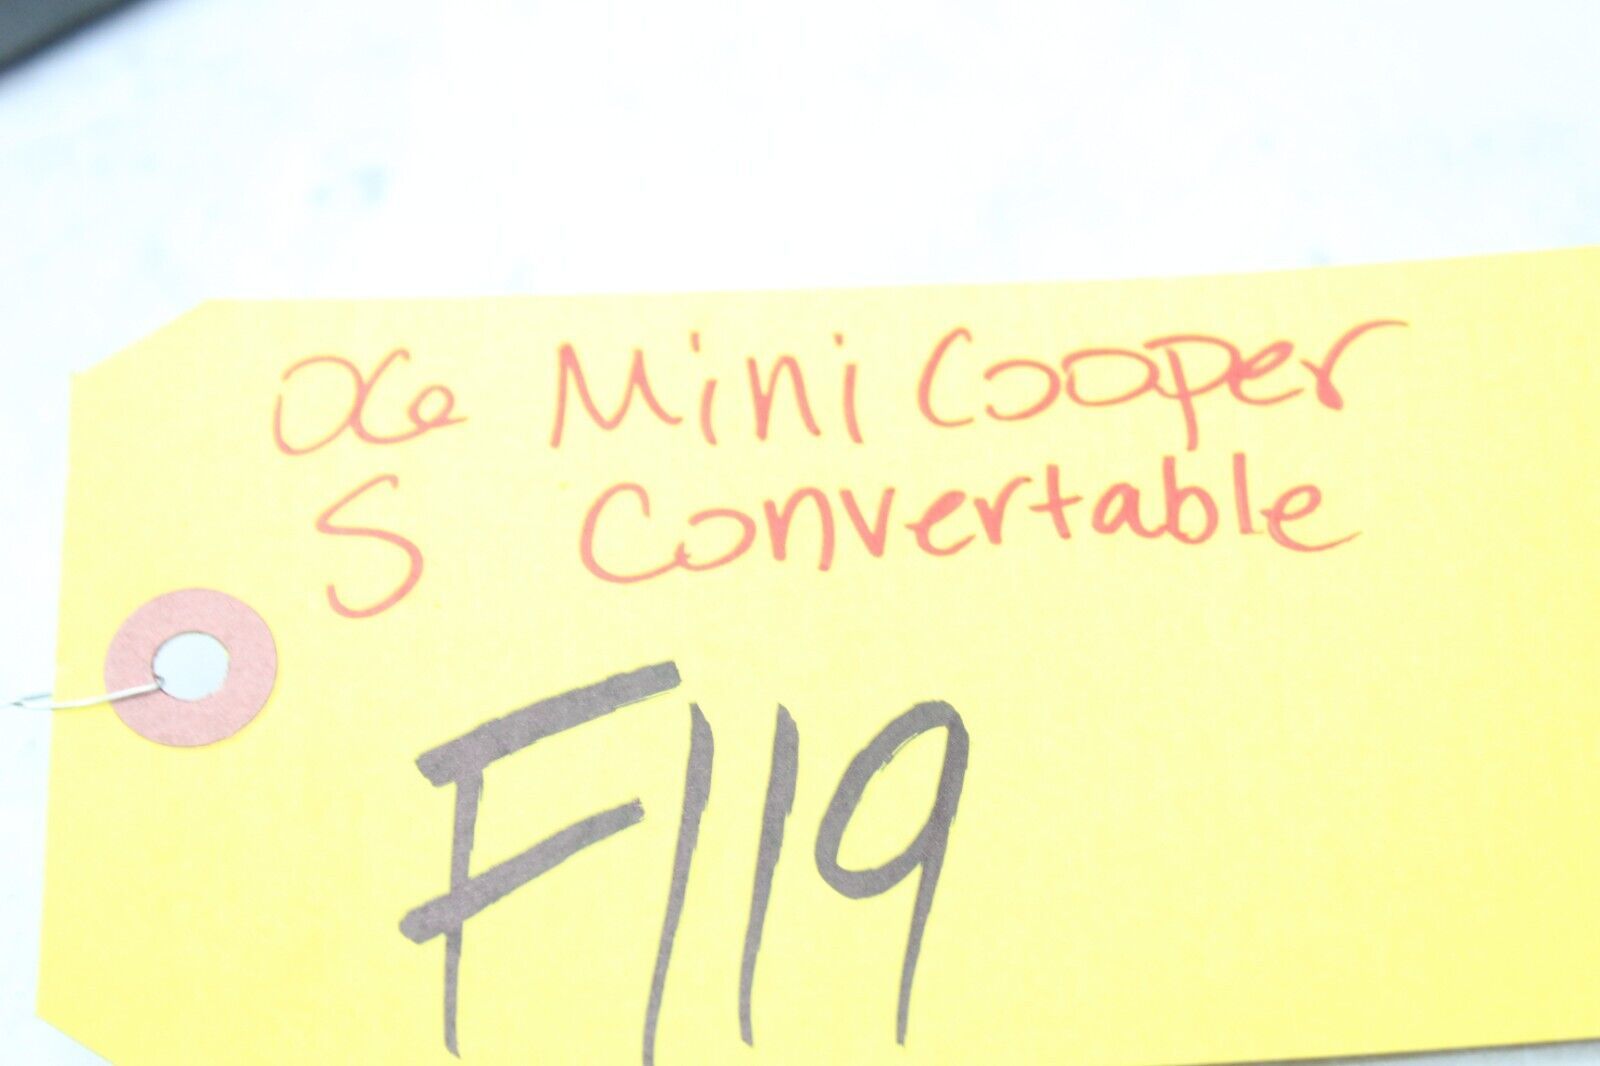 06 Mini Cooper
S Convertable
F119